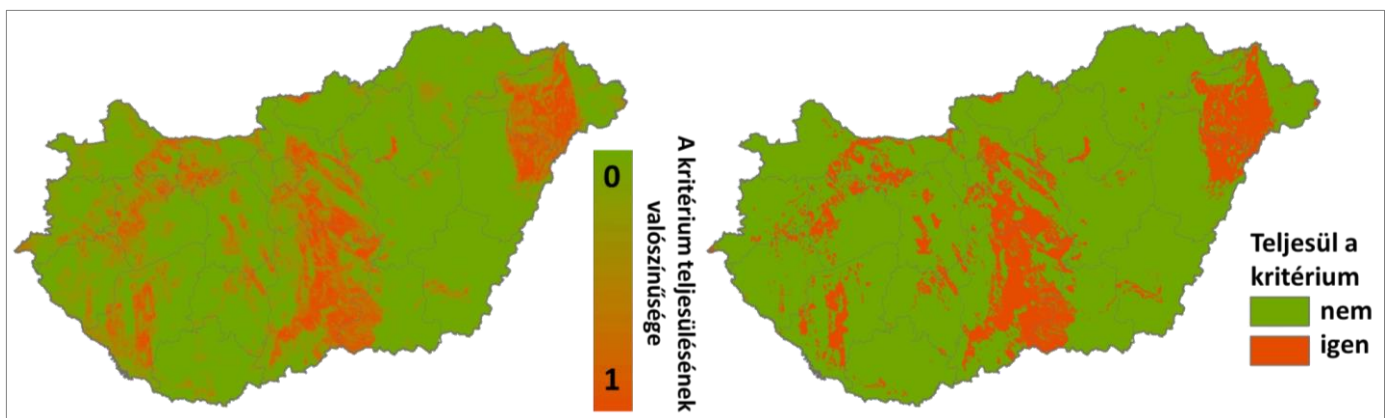 0
1
A kritérium teljesülésének
valószínűsége
Teljesül a
kritérium
nem
igen